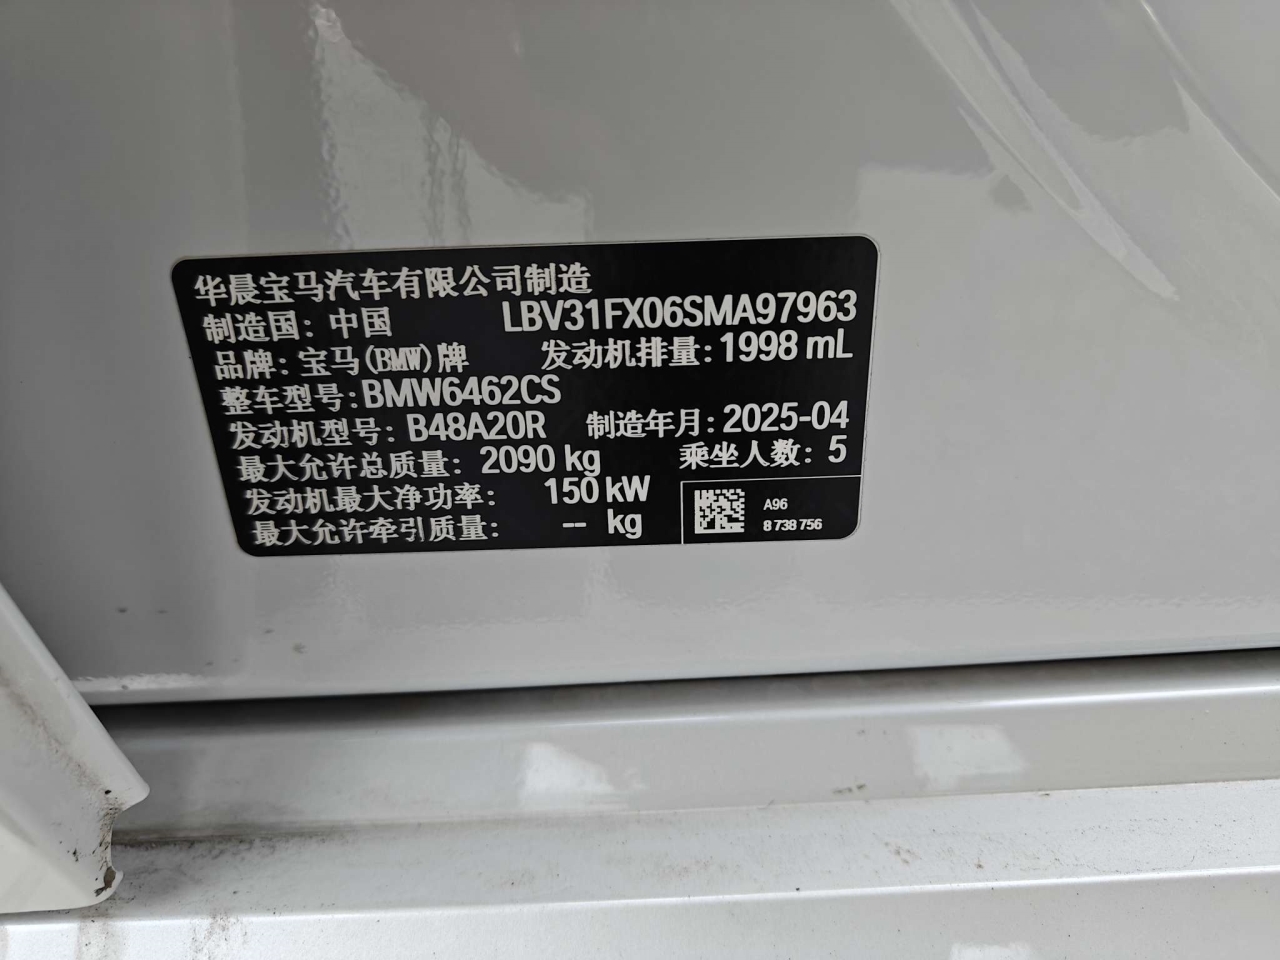 华晨宝马汽车有限公司制造
制造国：中国 LBV31FX06SMA97963
品牌：宝马(BMW)牌 发动机排量：1998 mL
整车型号:BMW6462CS
发动机型号：B48A20R 制造年月：2025-04
最大允许总质量：2090 kg 乘坐人数：5
发动机最大净功率：150 kW
最大允许牵引质量：-- kg
A96
8 738 756